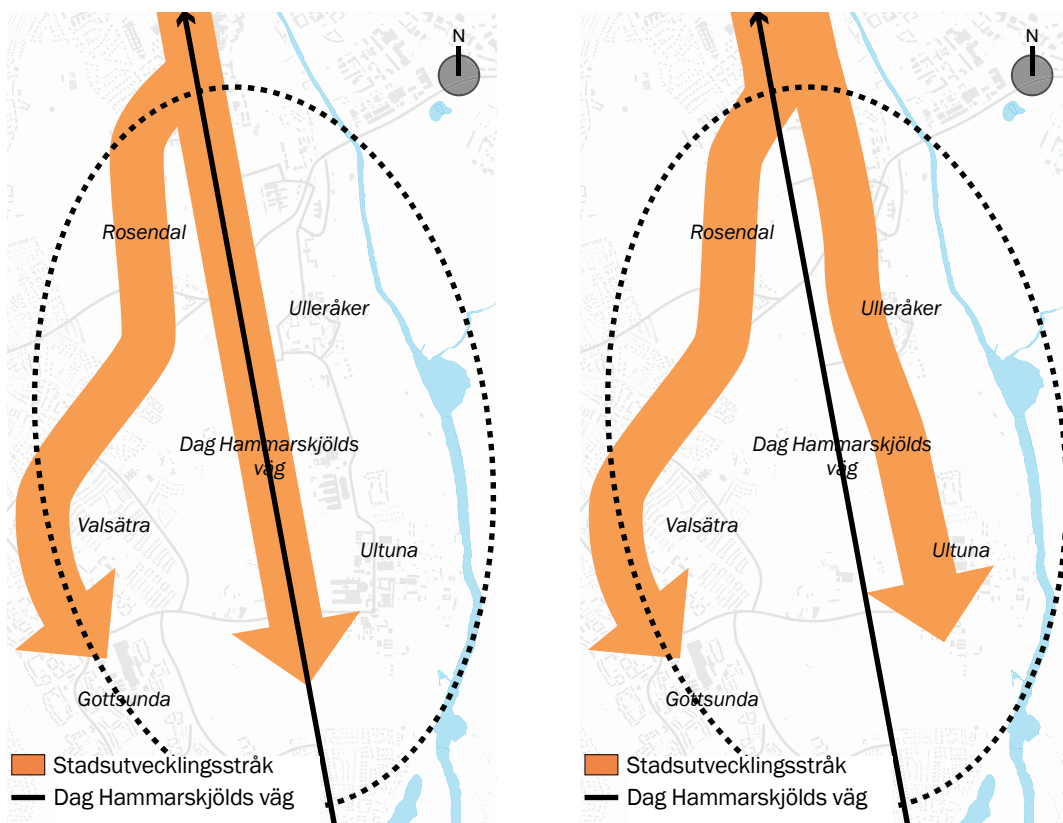 N
Rosendal
Ulleråker
Dag Hammarskjölds
väg
Valsätra
Ultuna
Gottsunda
Stadsutvecklingsstråk
Dag Hammarskjölds väg
N
Rosendal
Ulleråker
Dag Hammarskjölds
väg
Valsätra
Ultuna
Gottsunda
Stadsutvecklingsstråk
Dag Hammarskjölds väg